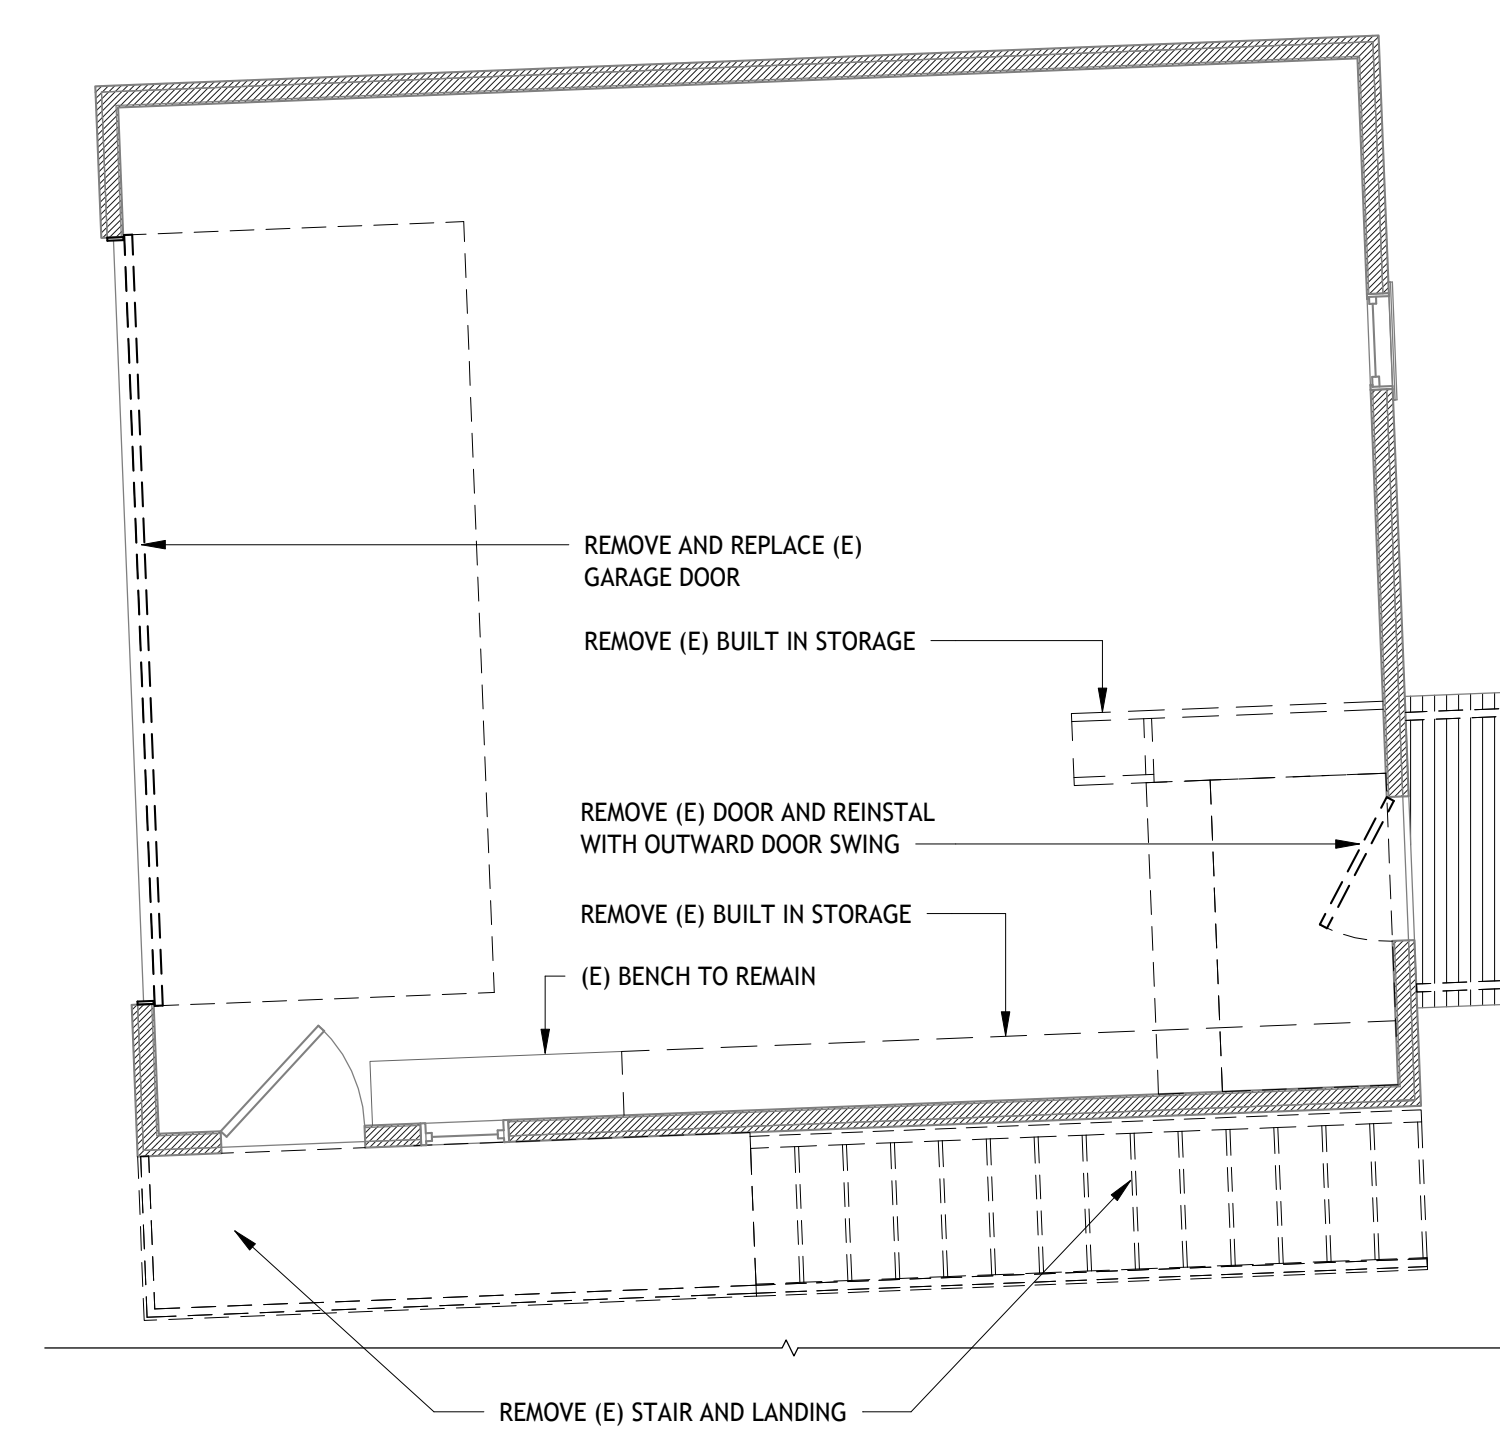 REMOVE AND REPLACE (E)
GARAGE DOOR
REMOVE (E) BUILT IN STORAGE
REMOVE (E) DOOR AND REINSTAL
WITH OUTWARD DOOR SWING
REMOVE (E) BUILT IN STORAGE
(E) BENCH TO REMAIN
REMOVE (E) STAIR AND LANDING